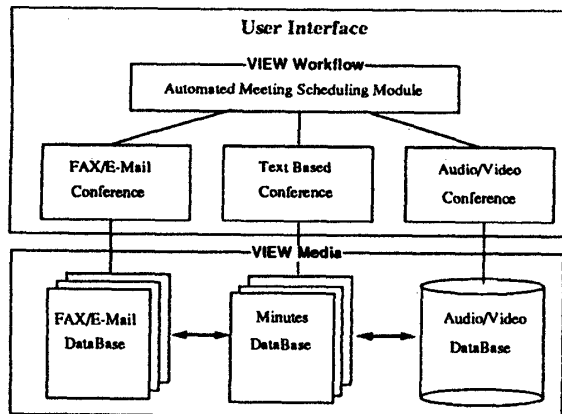 User Interface
VIEW Workflow
Automated Meeting Scheduling Module
FAX/E-Mail
Conference
Text Based
Conference
Audio/Video
Conference
VIEW Media
FAX/E-Mail
DataBase
Minutes
DataBase
Audio/Video
DataBase